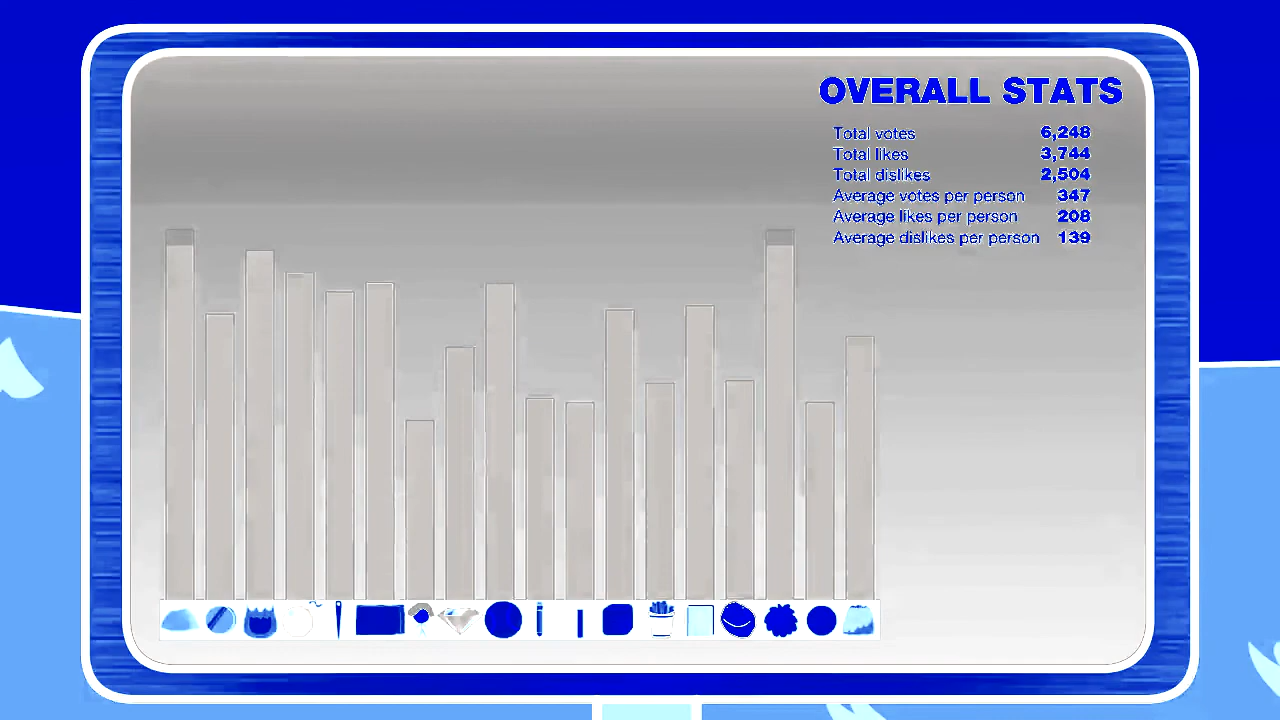 OVERALL STATS
Total votes 6,248
Total likes 3,744
Total dislikes 2,504
Average votes per person 347
Average likes per person 208
Average dislikes per person 139